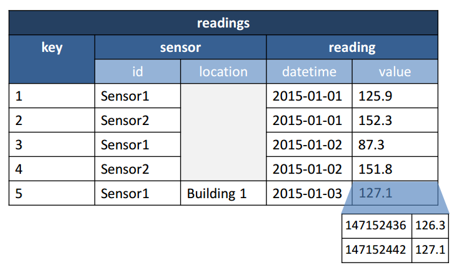 readings
key sensor reading
id location datetime value
1 Sensor1 2015-01-01 125.9
2 Sensor2 2015-01-01 152.3
3 Sensor1 2015-01-02 87.3
4 Sensor2 2015-01-02 151.8
5 Sensor1 Building 1 2015-01-03 127.1
147152436 126.3
147152442 127.1